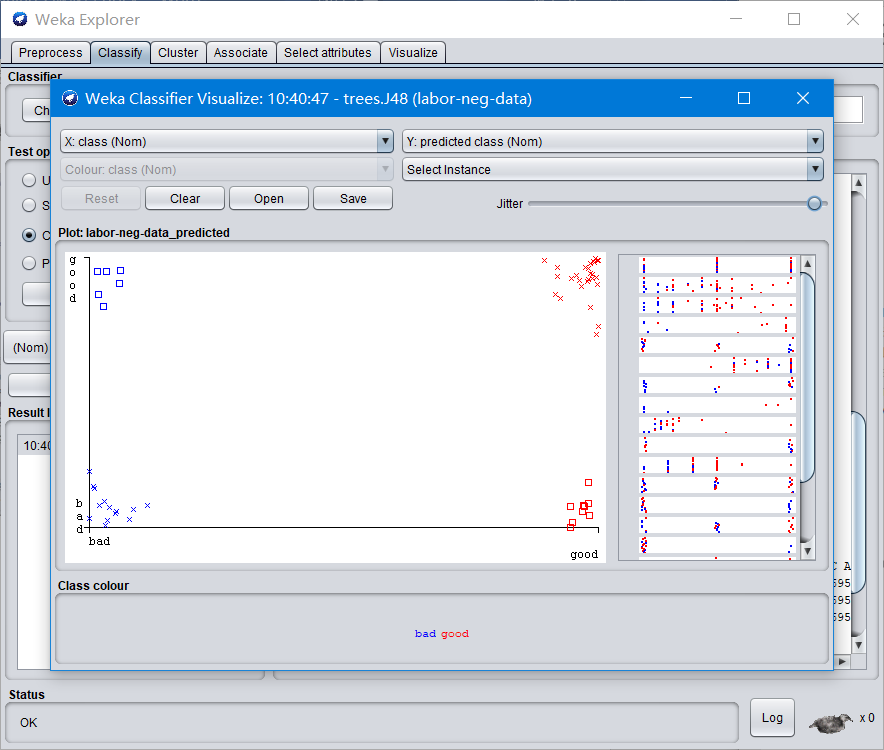 Weka Explorer
Preprocess Classify Cluster Associate Select attributes Visualize
Classifier
Ch
Weka Classifier Visualize: 10:40:47 - trees.J48 (labor-neg-data)
X: class (Nom) Y: predicted class (Nom)
Colour: class (Nom) Select Instance
Reset Clear Open Save Jitter
Test op
U
S
C
P
(Nom)
Result l
10:40
Plot: labor-neg-data_predicted
good
bad
bad good
Class colour
bad good
C A
595
595
595
Status
OK Log x 0